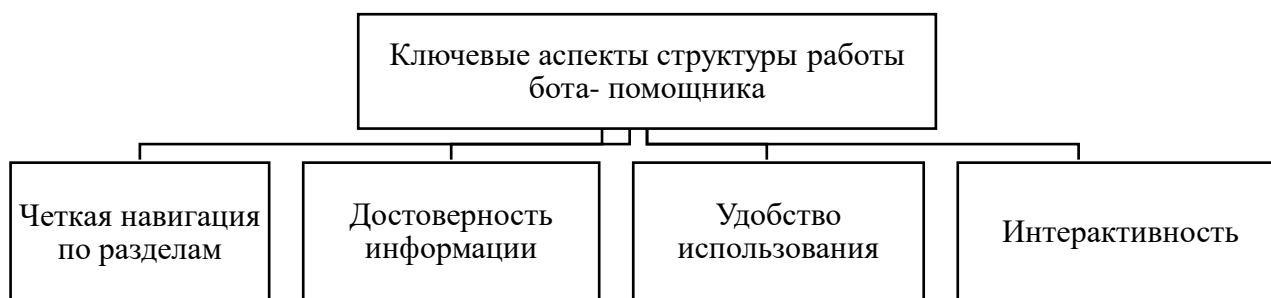 Ключевые аспекты структуры работы
бота- помощника
Четкая навигация
по разделам
Достоверность
информации
Удобство
использования
Интерактивность